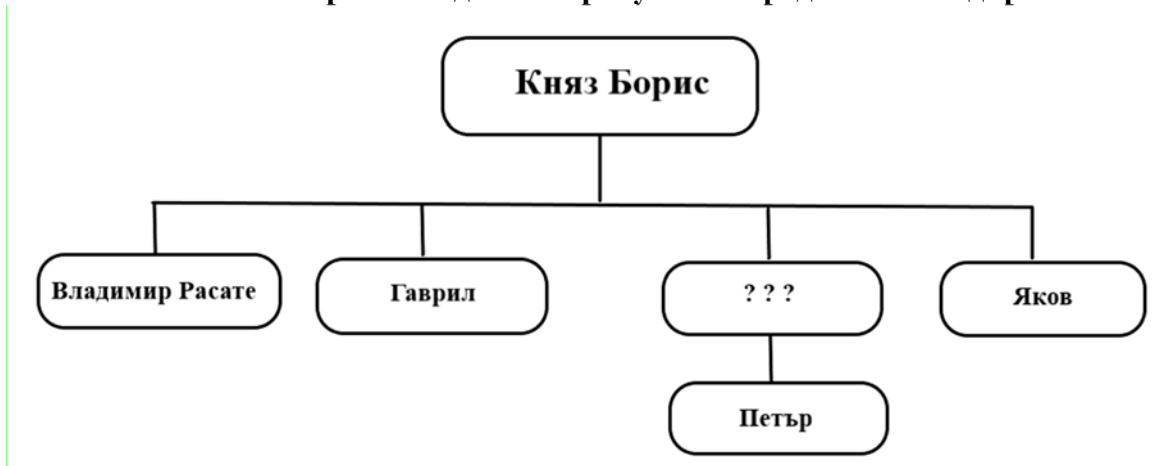 Княз Борис
Владимир Расате
Гаврил
? ? ?
Яков
Петър